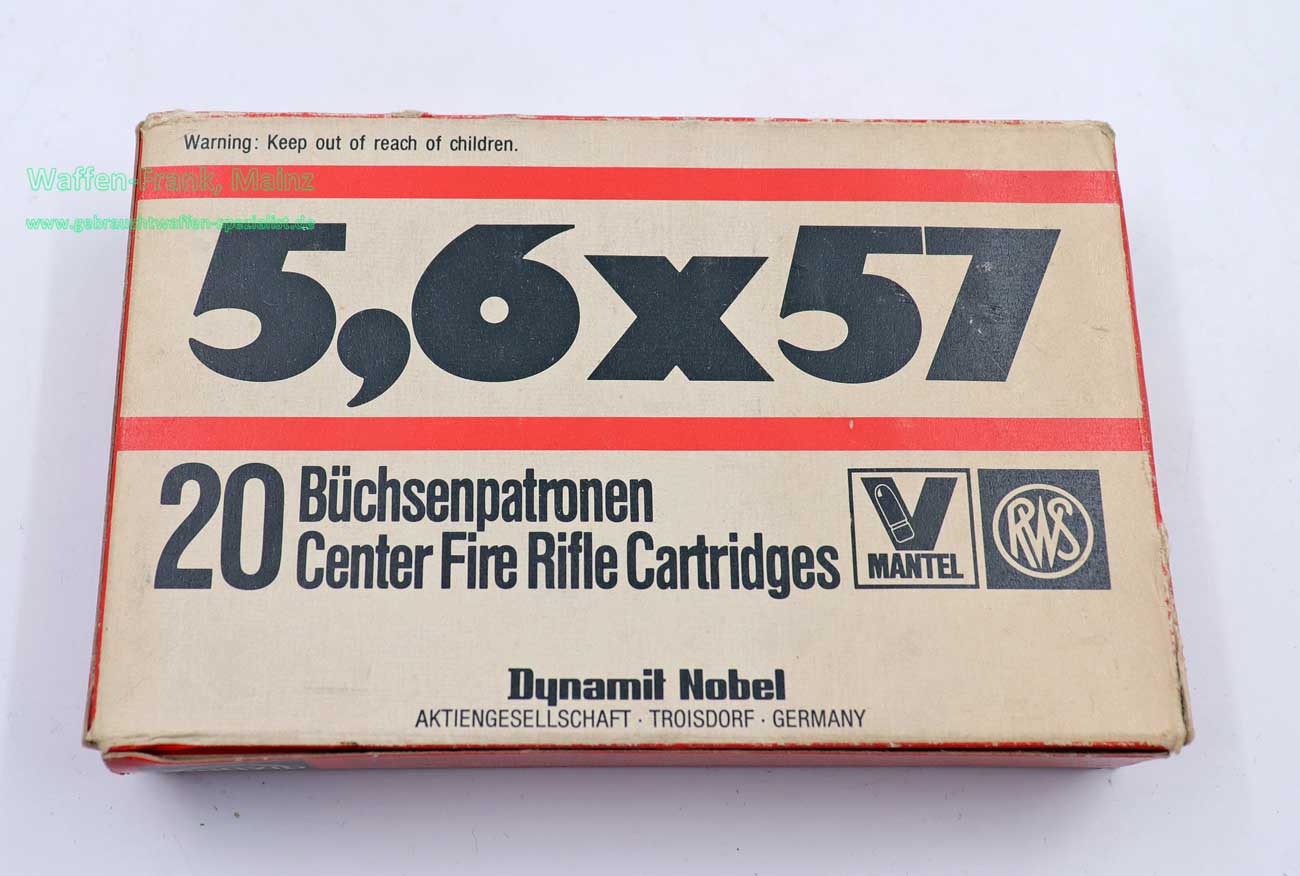 Warning: Keep out of reach of children.
Waffen-Frank, Mainz
www.gebrauchtwaffen-spezialist.de
5,6x57
20 Büchsenpatronen
Center Fire Rifle Cartridges
V
MANTEL
RWS
Dynamit Nobel
AKTIENGESELLSCHAFT · TROISDORF · GERMANY